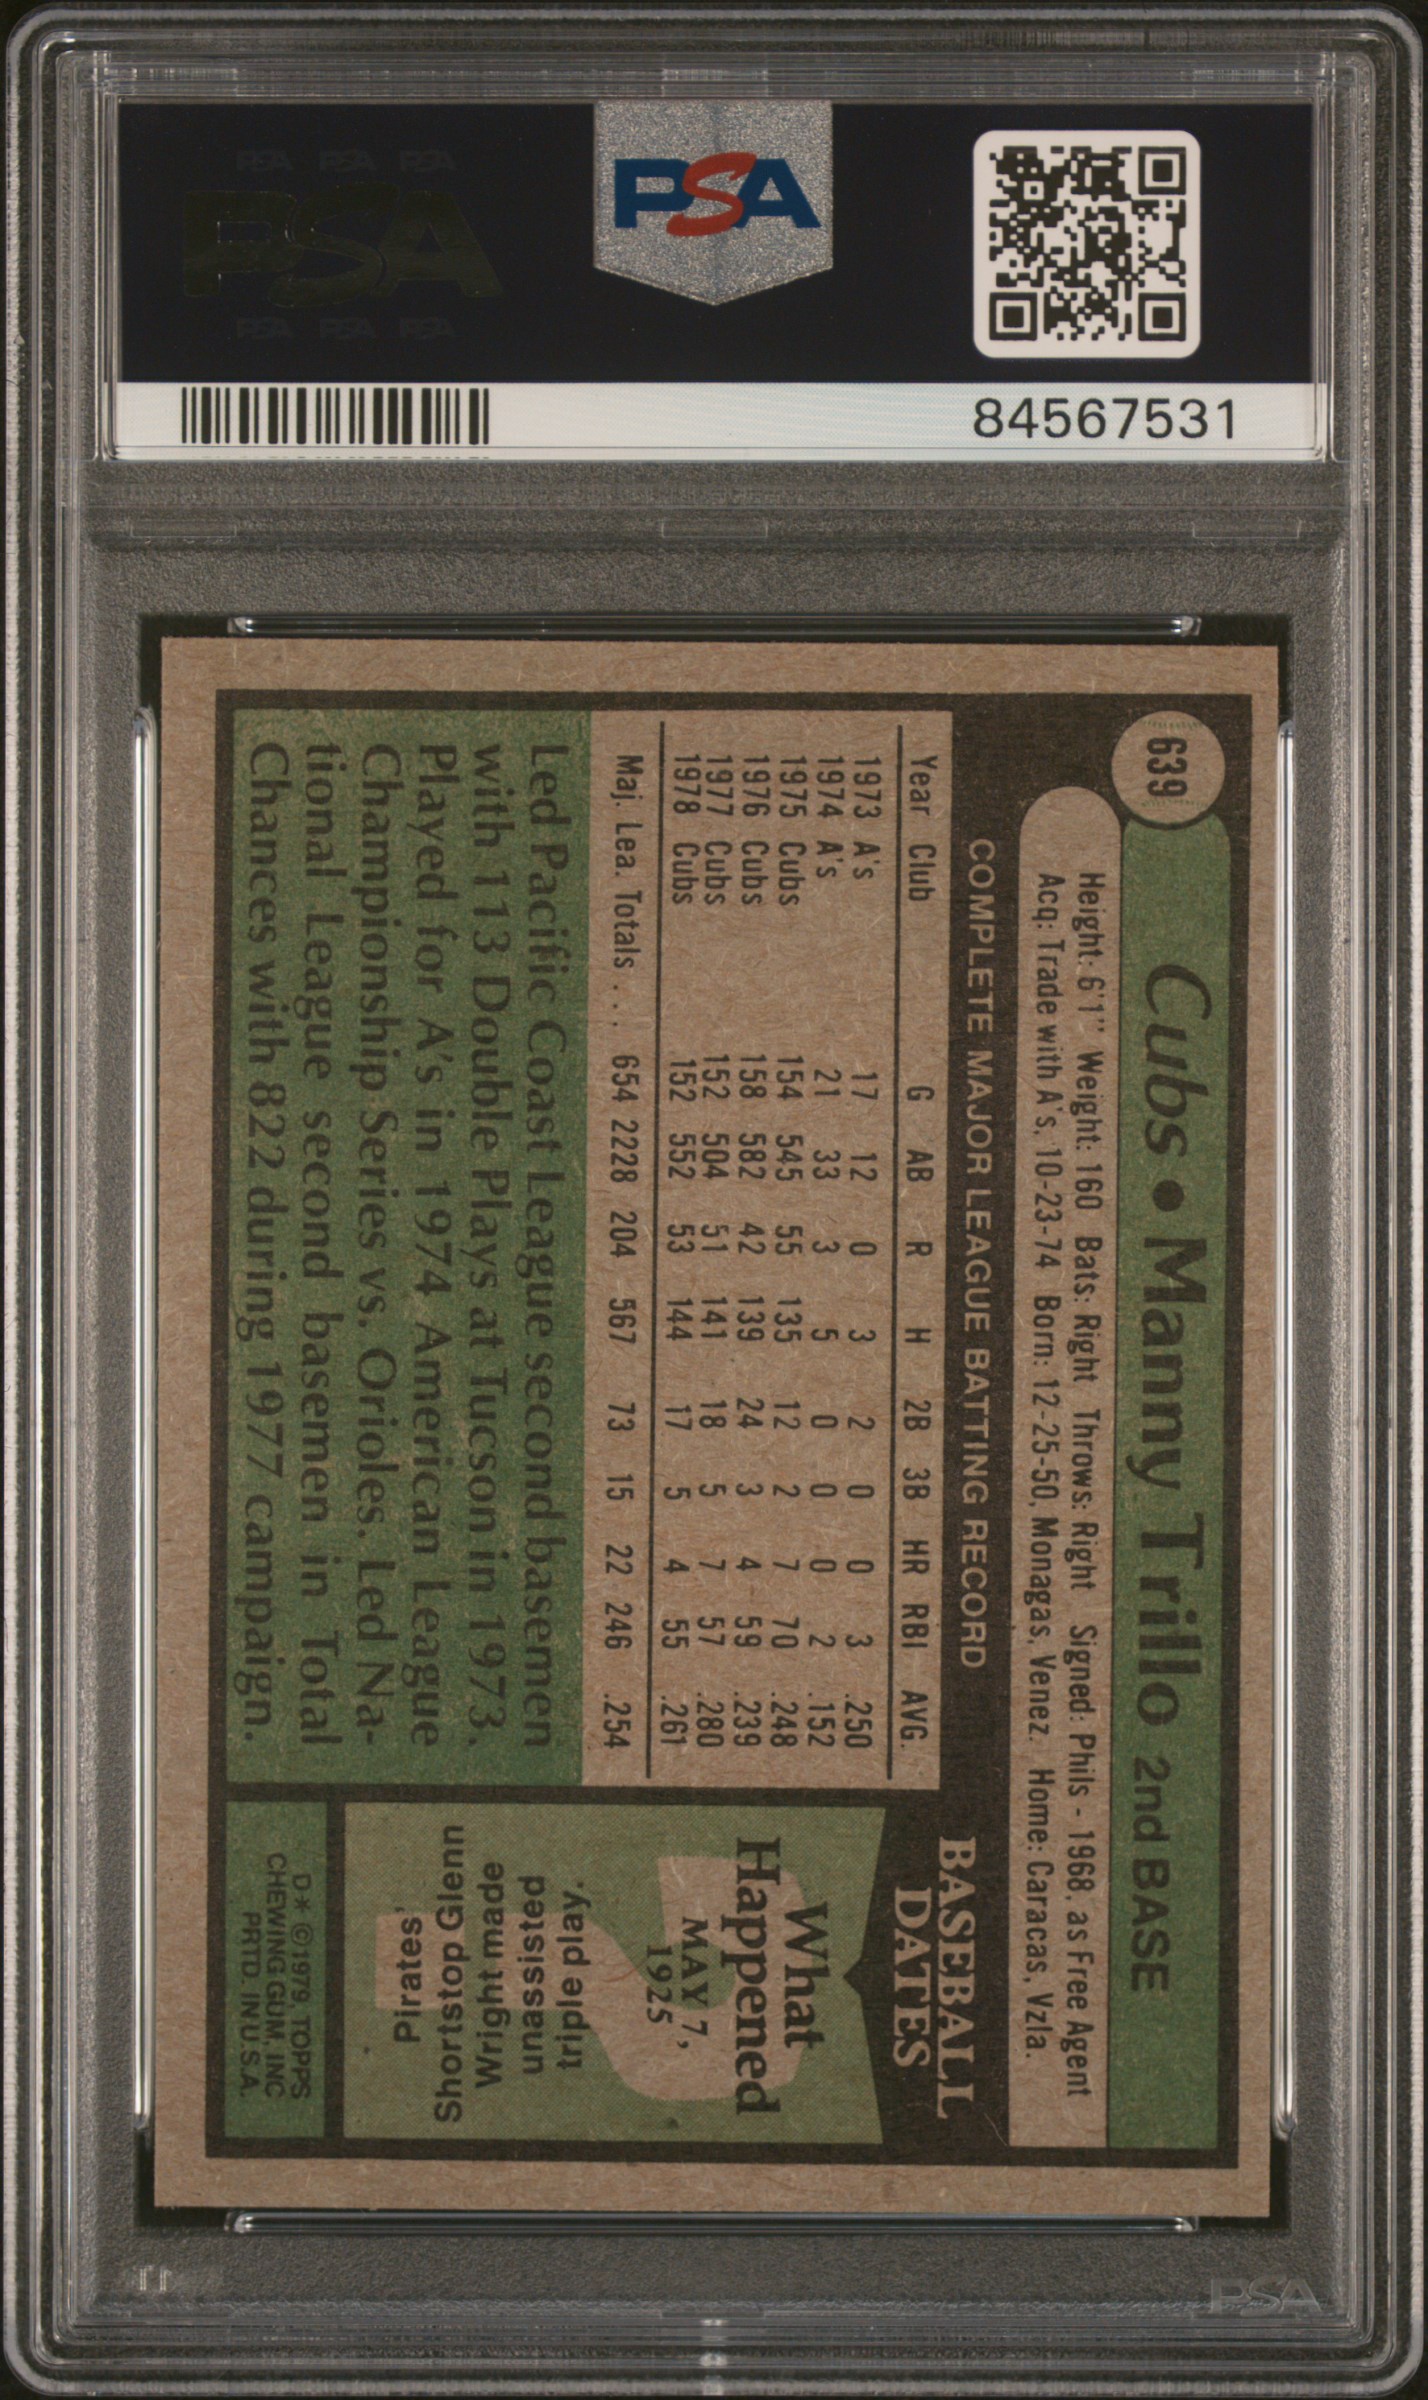 PSA PSA PSA
PSA
PSA PSA PSA
PSA
84567531
639
Cubs • Manny Trillo 2nd BASE
Height: 6'1" Weight: 160 Bats: Right Throws: Right Signed: Phils - 1968, as Free Agent
Acq: Trade with A's, 10-23-74 Born: 12-25-50, Monagas, Venez. Home: Caracas, Vzla.
COMPLETE MAJOR LEAGUE BATTING RECORD
Year Club G AB R H 2B 3B HR RBI AVG.
1973 A's 17 12 0 3 2 0 0 3 .250
1974 A's 21 33 3 5 0 0 0 2 .152
1975 Cubs 154 545 55 135 12 2 7 70 .248
1976 Cubs 158 582 42 139 24 3 4 59 .239
1977 Cubs 152 504 51 141 18 5 7 57 .280
1978 Cubs 152 552 53 144 17 5 4 55 .261
Maj. Lea. Totals . . . 654 2228 204 567 73 15 22 246 .254
Led Pacific Coast League second basemen
with 113 Double Plays at Tucson in 1973.
Played for A's in 1974 American League
Championship Series vs. Orioles. Led Na-
tional League second basemen in Total
Chances with 822 during 1977 campaign.
BASEBALL
DATES
What
Happened
MAY 7,
1925
Pirates'
Shortstop Glenn
Wright made
unassisted
triple play.
D* ©1979, TOPPS
CHEWING GUM, INC
PRTD. IN U.S.A.
PSA